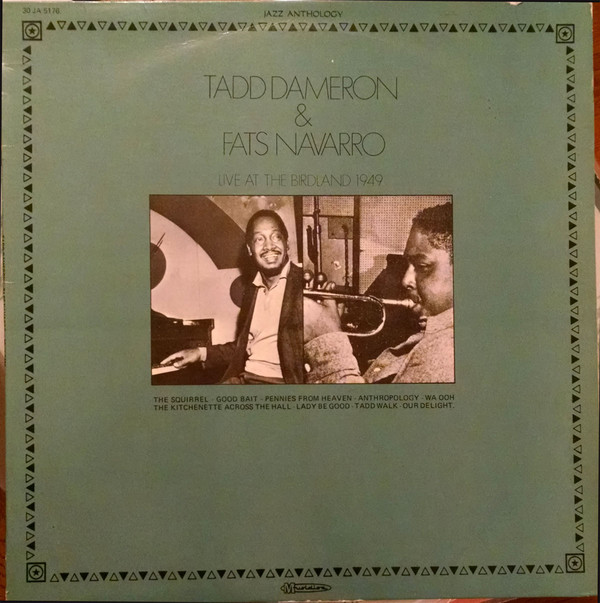 30 JA 5176
JAZZ ANTHOLOGY
TADD DAMERON
&
FATS NAVARRO
LIVE AT THE BIRDLAND 1949
THE SQUIRREL - GOOD BAIT - PENNIES FROM HEAVEN - ANTHROPOLOGY - WA OOH
THE KITCHENETTE ACROSS THE HALL - LADY BE GOOD - TADD WALK - OUR DELIGHT.
Musidisc